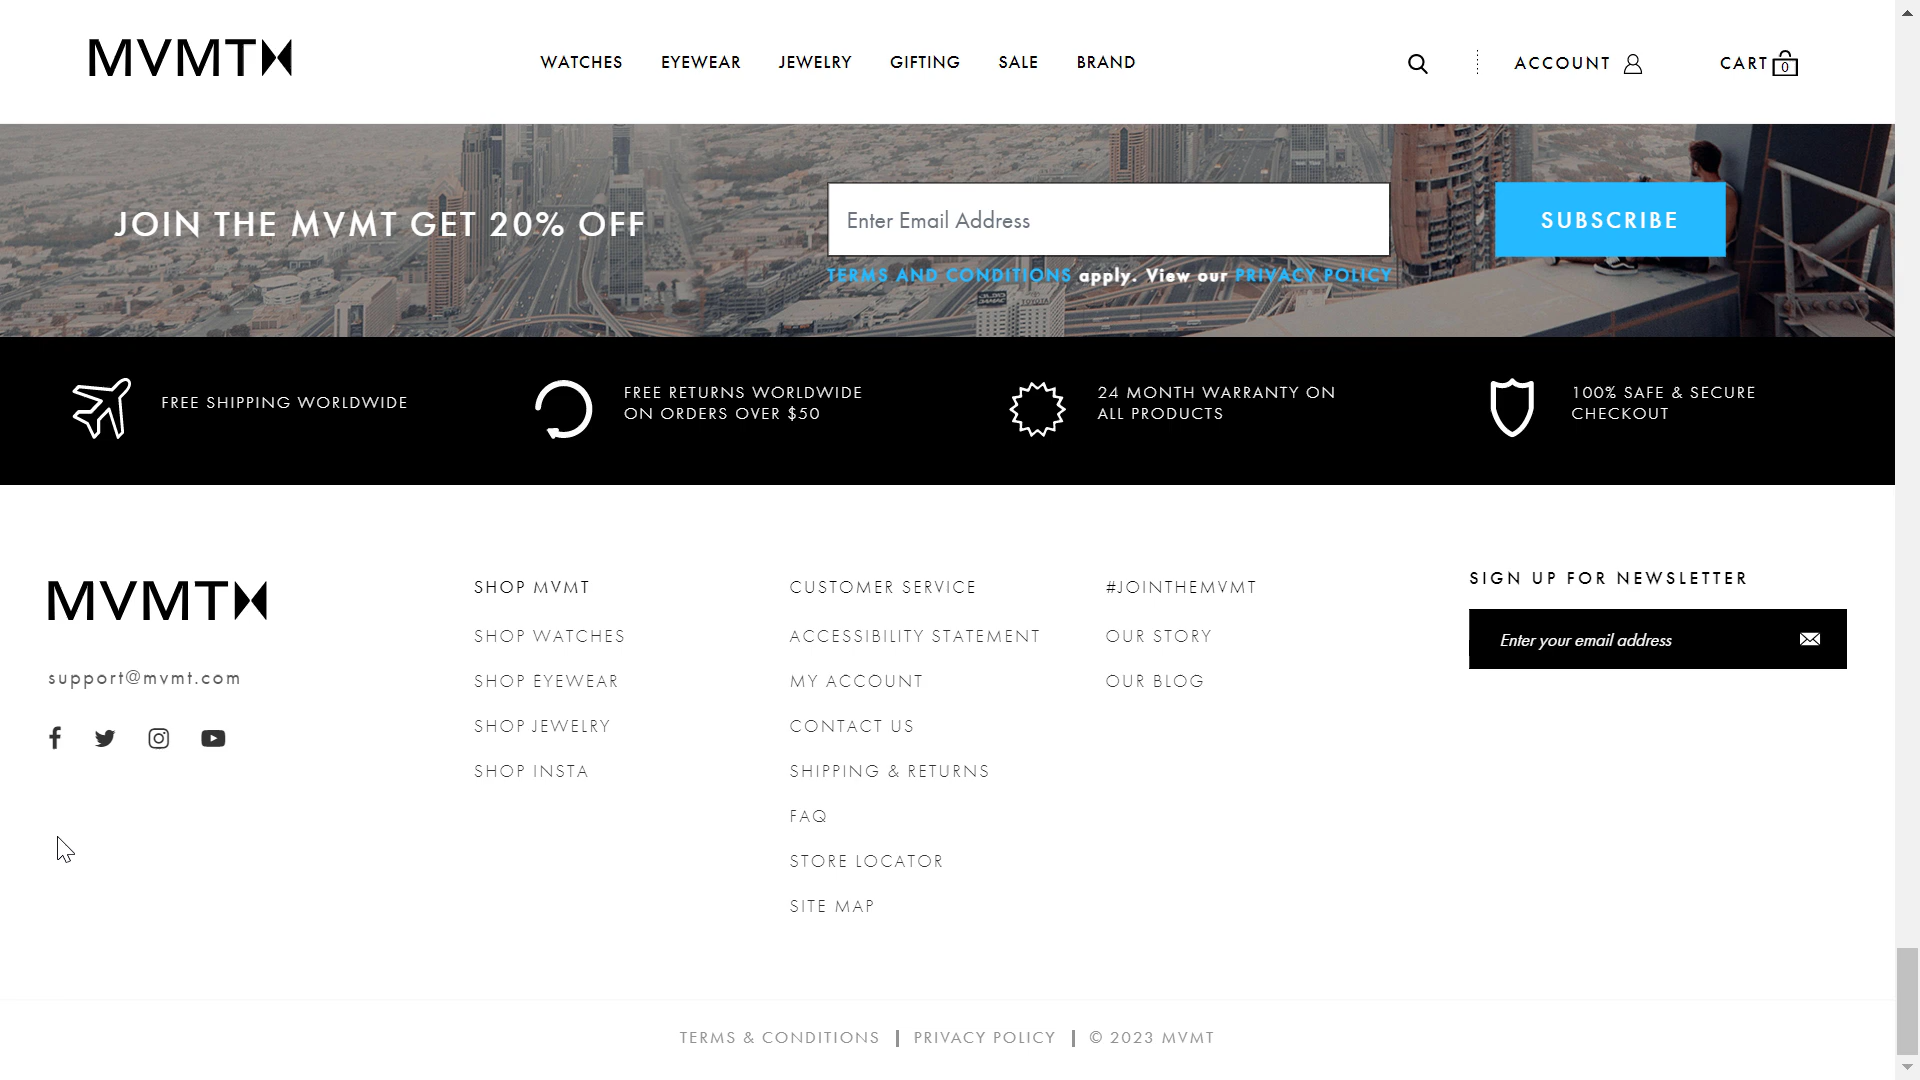 MVMT
WATCHES
EYEWEAR
JEWELRY
GIFTING
SALE
BRAND
ACCOUNT
CART 0
JOIN THE MVMT GET 20% OFF
Enter Email Address
SUBSCRIBE
TERMS AND CONDITIONS apply. View our PRIVACY POLICY
TOYOTA
FREE SHIPPING WORLDWIDE
FREE RETURNS WORLDWIDE
ON ORDERS OVER $50
24 MONTH WARRANTY ON
ALL PRODUCTS
100% SAFE & SECURE
CHECKOUT
MVMT
support@mvmt.com
SHOP MVMT
SHOP WATCHES
SHOP EYEWEAR
SHOP JEWELRY
SHOP INSTA
CUSTOMER SERVICE
ACCESSIBILITY STATEMENT
MY ACCOUNT
CONTACT US
SHIPPING & RETURNS
FAQ
STORE LOCATOR
SITE MAP
#JOINTHEMVMT
OUR STORY
OUR BLOG
SIGN UP FOR NEWSLETTER
Enter your email address
TERMS & CONDITIONS | PRIVACY POLICY | © 2023 MVMT